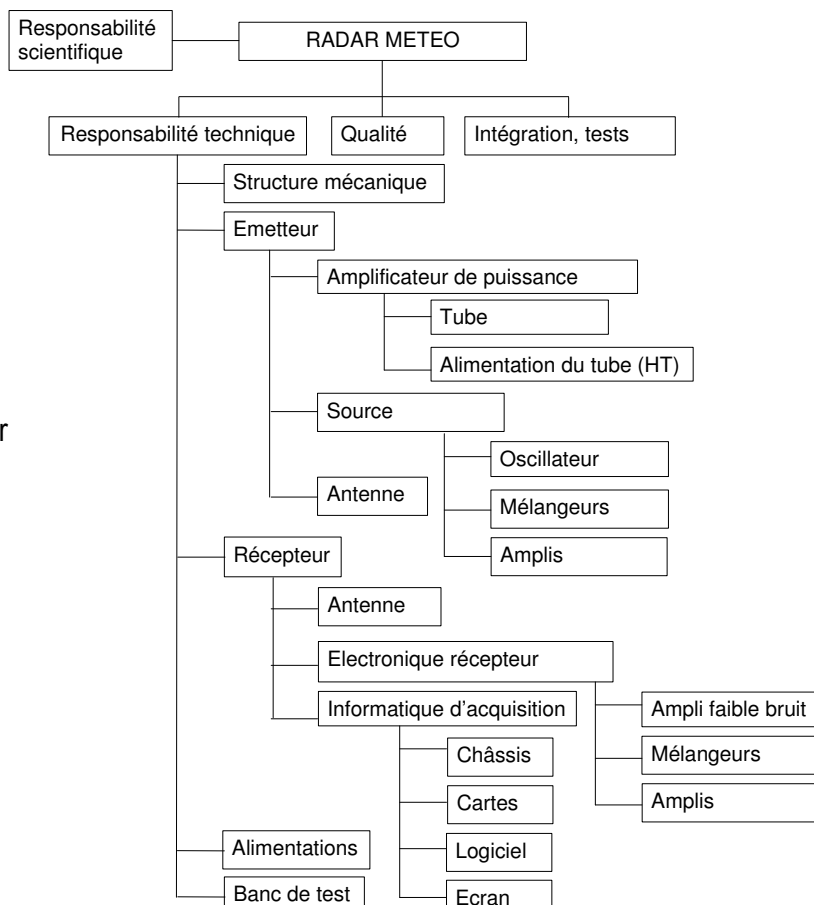 Responsabilité
scientifique
RADAR METEO
Responsabilité technique
Qualité
Intégration, tests
Structure mécanique
Emetteur
Amplificateur de puissance
Tube
Alimentation du tube (HT)
r
Source
Oscillateur
Antenne
Mélangeurs
Amplis
Récepteur
Antenne
Electronique récepteur
Informatique d'acquisition
Ampli faible bruit
Châssis
Mélangeurs
Cartes
Amplis
Alimentations
Logiciel
Banc de test
Ecran